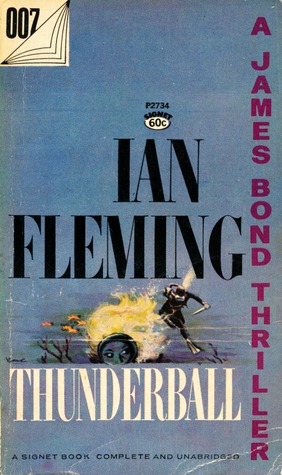 007
A JAMES BOND THRILLER
P2734
SIGNET
60c
IAN
FLEMING
THUNDERBALL
A SIGNET BOOK COMPLETE AND UNABRIDGED